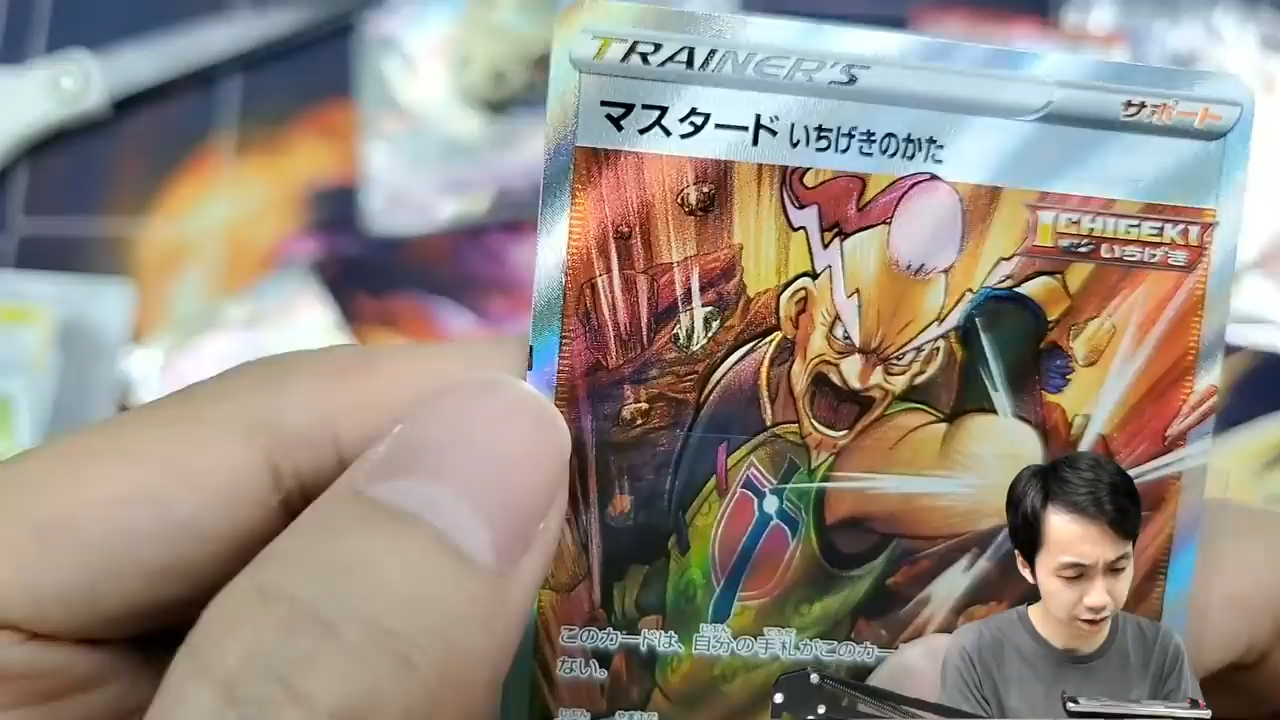 TRAINER'S
サポート
マスタード いちげきのかた
ICHIGEKI
いちげき
このカードは、自分の手札がこのカー
ない。